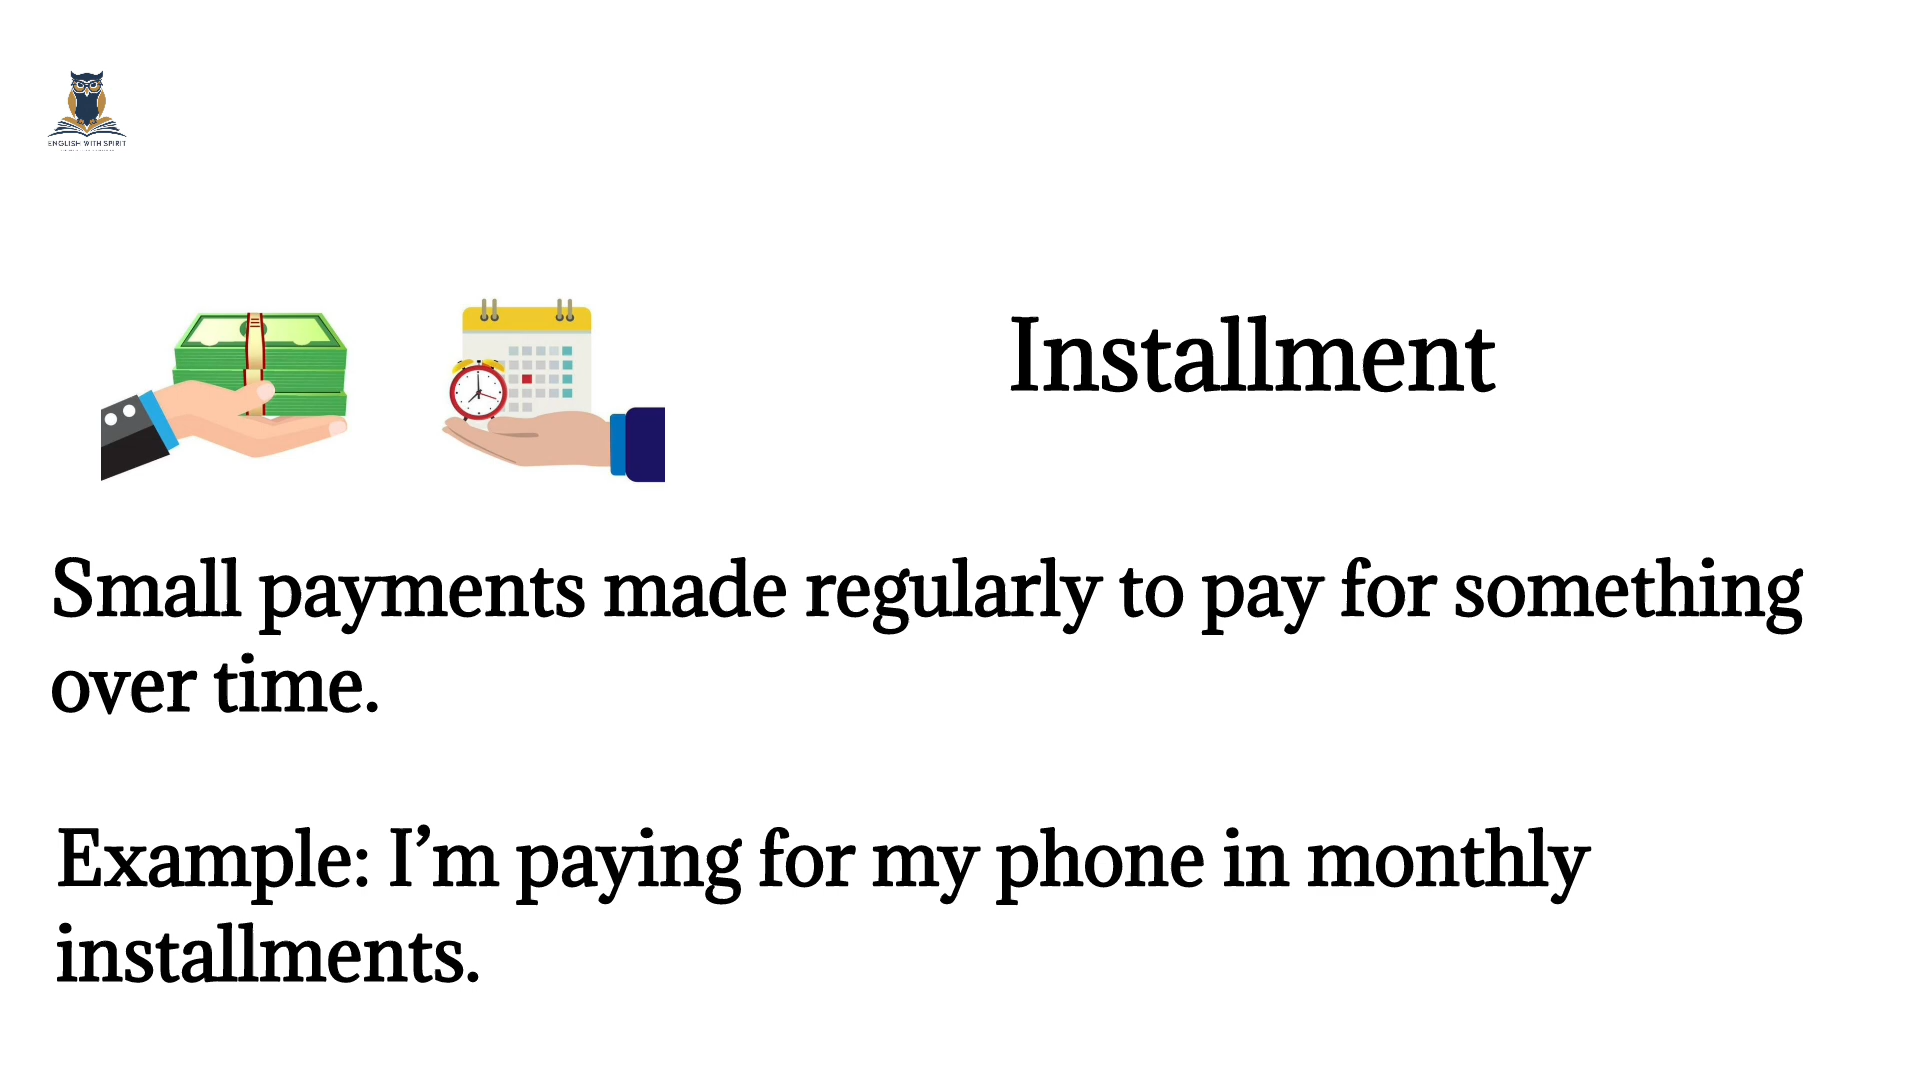 ENGLISH WITH SPIRIT
Installment
Small payments made regularly to pay for something
over time.
Example: I’m paying for my phone in monthly
installments.